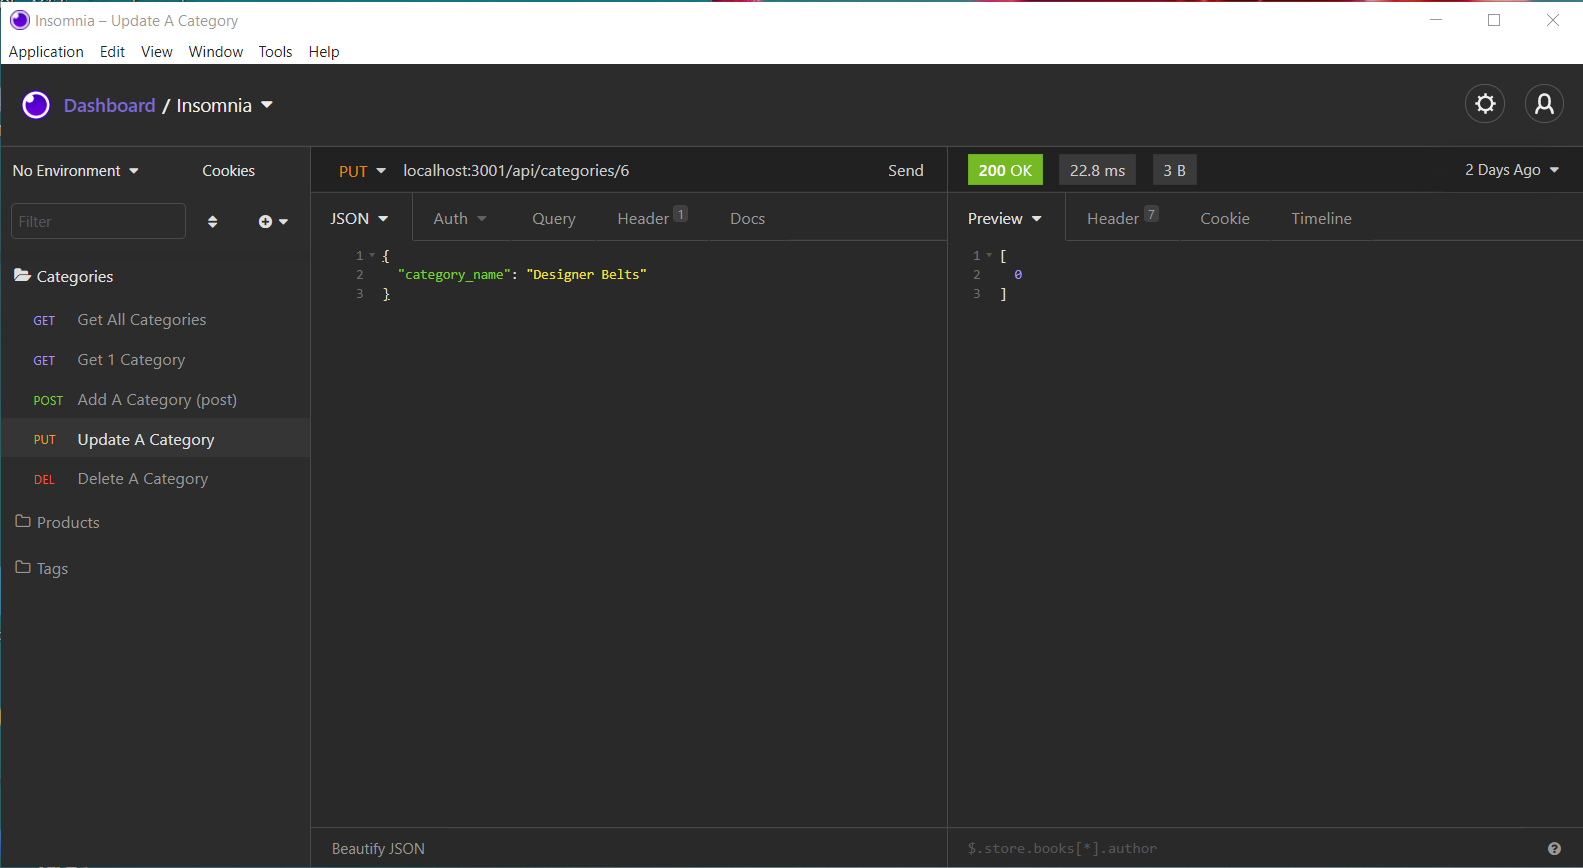 Insomnia – Update A Category
Application Edit View Window Tools Help
Dashboard / Insomnia
No Environment Cookies
PUT localhost:3001/api/categories/6 Send
200 OK 22.8 ms 3 B 2 Days Ago
Filter
JSON Auth Query Header 1 Docs
Preview Header 7 Cookie Timeline
Categories
GET Get All Categories
GET Get 1 Category
POST Add A Category (post)
PUT Update A Category
DEL Delete A Category
Products
Tags
1 {
2 "category_name": "Designer Belts"
3 }
1 [
2 0
3 ]
Beautify JSON
$.store.books[*].author